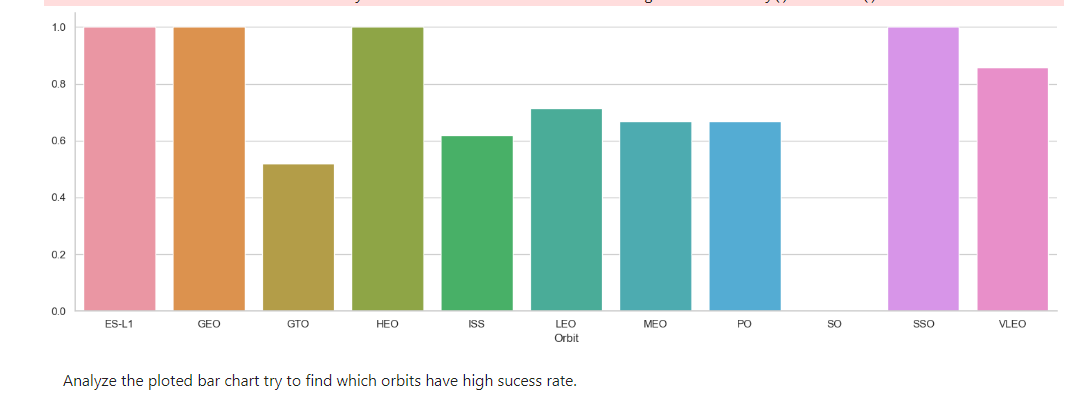 1.0
0.8
0.6
0.4
0.2
0.0
ES-L1 GEO GTO HEO ISS LEO MEO PO SO SSO VLEO
Orbit
Analyze the ploted bar chart try to find which orbits have high sucess rate.